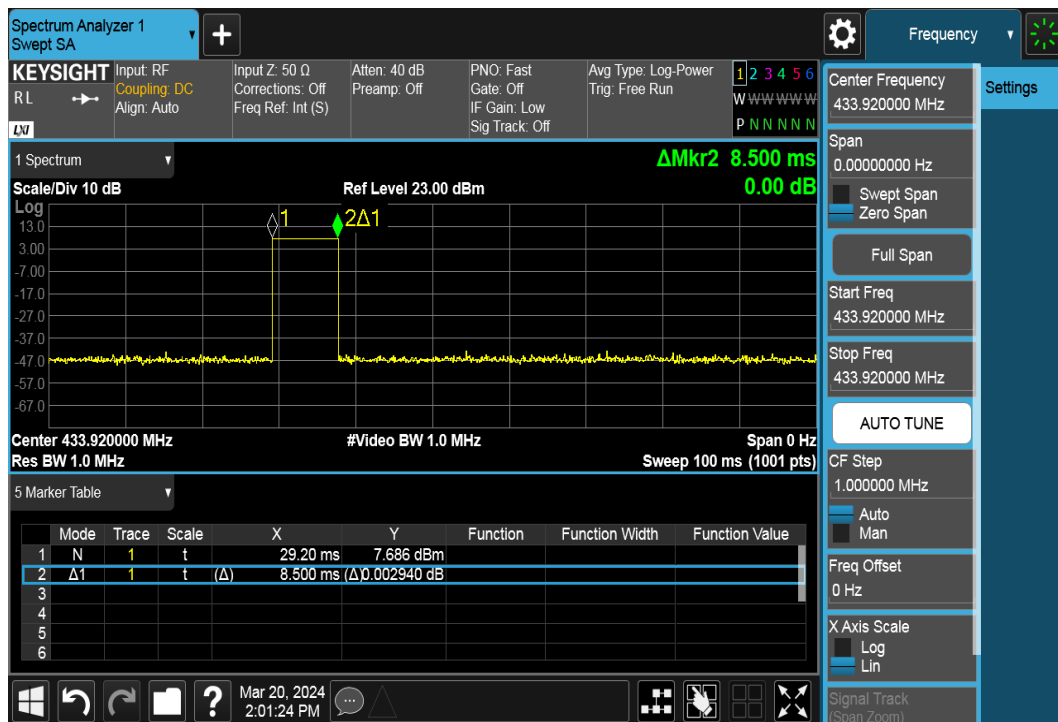 Spectrum Analyzer 1
Swept SA
Frequency
KEYSIGHT
RL
LXI
Input: RF
Coupling: DC
Align: Auto
Input Z: 50 Ω
Corrections: Off
Freq Ref: Int (S)
Atten: 40 dB
Preamp: Off
PNO: Fast
Gate: Off
IF Gain: Low
Sig Track: Off
Avg Type: Log-Power
Trig: Free Run
1 2 3 4 5 6
W W W W W W
P N N N N N
1 Spectrum
ΔMkr2 8.500 ms
0.00 dB
Scale/Div 10 dB
Ref Level 23.00 dBm
Log
13.0
3.00
-7.00
-17.0
-27.0
-37.0
-47.0
-57.0
-67.0
1
2Δ1
Center 433.920000 MHz
#Video BW 1.0 MHz
Span 0 Hz
Res BW 1.0 MHz
Sweep 100 ms (1001 pts)
5 Marker Table
Mode Trace Scale X Y Function Function Width Function Value
1 N 1 t 29.20 ms 7.686 dBm
2 Δ1 1 t (Δ) 8.500 ms (Δ)0.002940 dB
3
4
5
6
Mar 20, 2024
2:01:24 PM
Center Frequency
433.920000 MHz
Span
0.00000000 Hz
Swept Span
Zero Span
Full Span
Start Freq
433.920000 MHz
Stop Freq
433.920000 MHz
AUTO TUNE
CF Step
1.000000 MHz
Auto
Man
Freq Offset
0 Hz
X Axis Scale
Log
Lin
Signal Track
(Span Zoom)
Settings